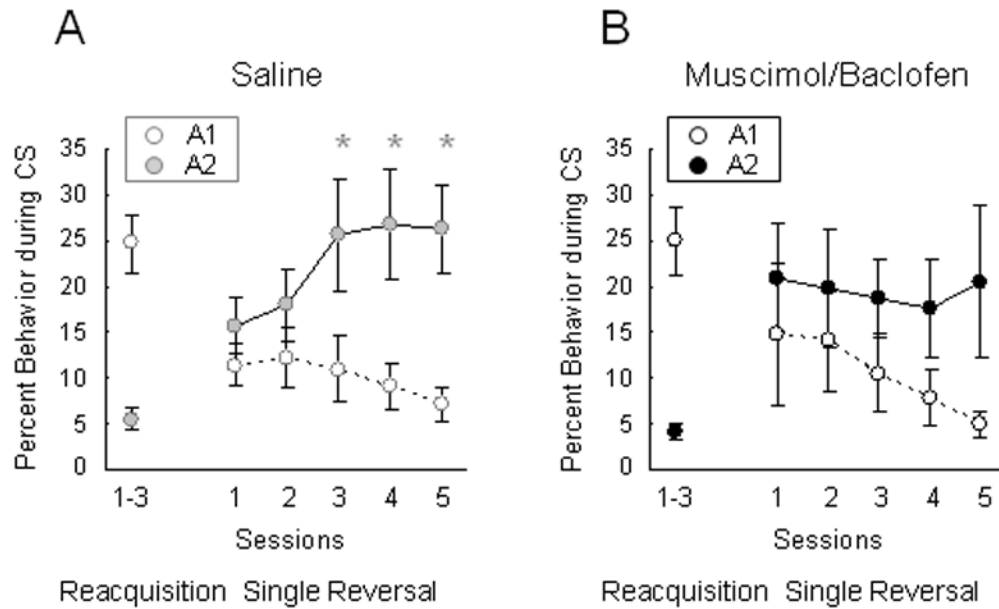 A
Saline
A1
A2
* * *
Percent Behavior during CS
35
30
25
20
15
10
5
0
1-3 1 2 3 4 5
Sessions
Reacquisition Single Reversal
B
Muscimol/Baclofen
A1
A2
Percent Behavior during CS
35
30
25
20
15
10
5
0
1-3 1 2 3 4 5
Sessions
Reacquisition Single Reversal